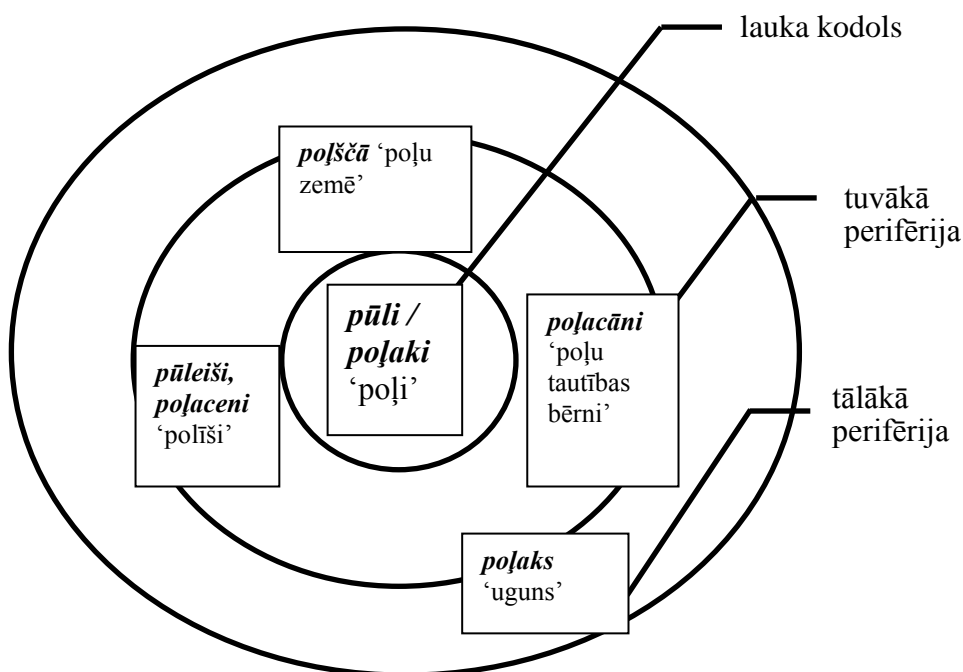 lauka kodols
poļščā ‘poļu
zemē’
tuvākā
perifērija
pūli /
poļaki
‘poļi’
poļacāni
‘poļu
tautības
bērni’
pūleiši,
poļaceni
‘polīši’
tālākā
perifērija
poļaks
‘uguns’